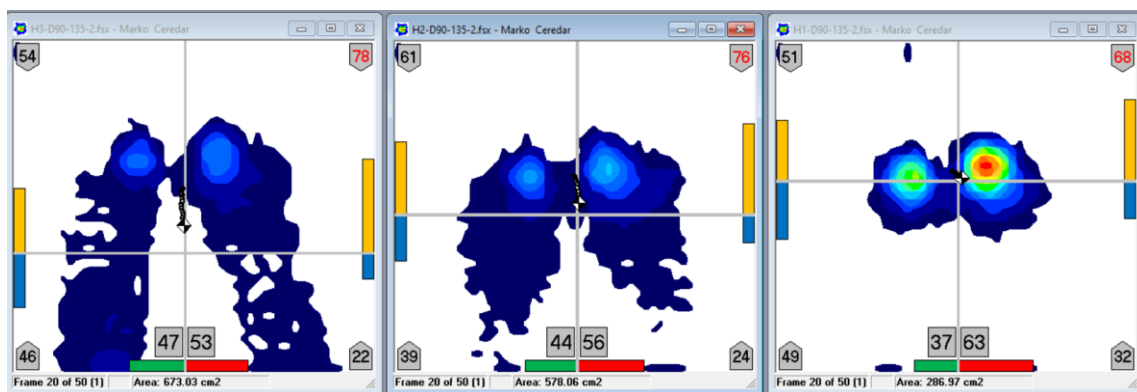 H3-D90-135-2.fsx - Marko Ceredar
54
78
47
53
46
22
Frame 20 of 50 (1)
Area: 673.03 cm2
H2-D90-135-2.fsx - Marko Ceredar
61
76
44
56
39
24
Frame 20 of 50 (1)
Area: 578.06 cm2
H1-D90-135-2.fsx - Marko Ceredar
51
68
37
63
49
32
Frame 20 of 50 (1)
Area: 286.97 cm2